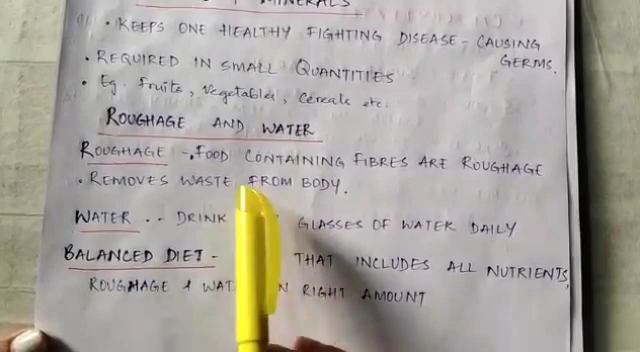 MINERALS
• KEEPS ONE HEALTHY FIGHTING DISEASE - CAUSING
GERMS.
• REQUIRED IN SMALL QUANTITIES
• Eg. Fruits, vegetables, cereals etc.
ROUGHAGE AND WATER
ROUGHAGE - . FOOD CONTAINING FIBRES ARE ROUGHAGE
• REMOVES WASTE FROM BODY.
WATER . - DRINK GLASSES OF WATER DAILY
BALANCED DIET - THAT INCLUDES ALL NUTRIENTS,
ROUGHAGE & RIGHT AMOUNT